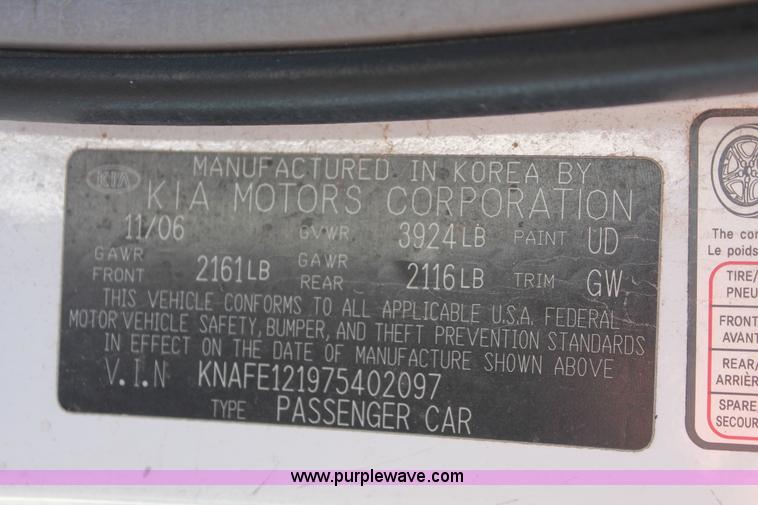 MANUFACTURED IN KOREA BY
KIA KIA MOTORS CORPORATION
11/06 GVWR 3924LB PAINT UD
GAWR FRONT 2161LB GAWR REAR 2116LB TRIM GW
THIS VEHICLE CONFORMS TO ALL APPLICABLE U.S.A. FEDERAL
MOTOR VEHICLE SAFETY, BUMPER, AND THEFT PREVENTION STANDARDS
IN EFFECT ON THE DATE OF MANUFACTURE SHOWN ABOVE
V.I.N KNAFE121975402097
TYPE PASSENGER CAR
The
Le poids
TIRE/
PNEU
FRONT
AVANT
REAR/
ARRIÈR
SPARE
SECOUR
www.purplewave.com